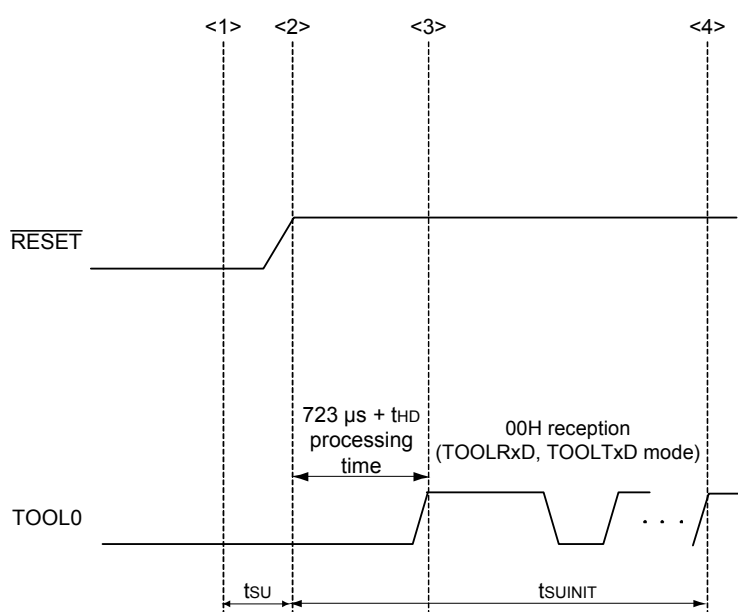 <1> <2> <3> <4>
RESET
723 µs + tHD
processing
time
00H reception
(TOOLRxD, TOOLTxD mode)
TOOL0
. . .
tSU
tSUINIT